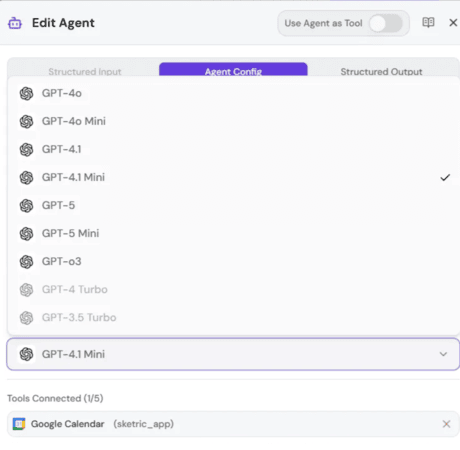 Edit Agent
Use Agent as Tool
Structured Input
Agent Config
Structured Output
GPT-4o
GPT-4o Mini
GPT-4.1
GPT-4.1 Mini
GPT-5
GPT-5 Mini
GPT-o3
GPT-4 Turbo
GPT-3.5 Turbo
GPT-4.1 Mini
Tools Connected (1/5)
Google Calendar (sketric_app)